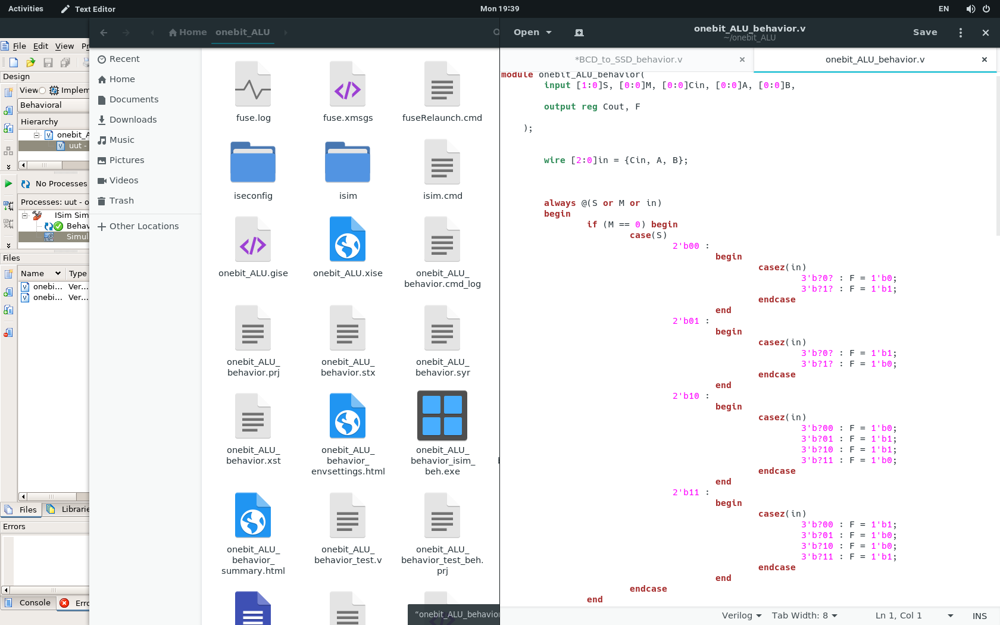 Activities
Text Editor
Mon 19:39
EN
File Edit View
Design
View
Behavioral
Hierarchy
uut -
No Processes
Processes: uut - o
ISim Sim
Behav
Simul
Files
Name
Type
onebi... Ver...
onebi... Ver...
Files
Errors
Console
Home
onebit_ALU
Recent
Home
Documents
Downloads
Music
Pictures
Videos
Trash
Other Locations
fuse.log
fuse.xmsgs
fuseRelaunch.cmd
iseconfig
isim
isim.cmd
onebit_ALU.gise
onebit_ALU.xise
onebit_ALU_
behavior.cmd_log
onebit_ALU_
behavior.prj
onebit_ALU_
behavior.stx
onebit_ALU_
behavior.syr
onebit_ALU_
behavior.xst
onebit_ALU_
behavior_
envsettings.html
onebit_ALU_
behavior_isim_
beh.exe
onebit_ALU_
behavior_
summary.html
onebit_ALU_
behavior_test.v
onebit_ALU_
behavior_test_beh.
prj
“onebit_ALU_behavior
Open
onebit_ALU_behavior.v
~/onebit_ALU
Save
*BCD_to_SSD_behavior.v
onebit_ALU_behavior.v
module onebit_ALU_behavior(
input [1:0]S, [0:0]M, [0:0]Cin, [0:0]A, [0:0]B,
output reg Cout, F
);
wire [2:0]in = {Cin, A, B};
always @(S or M or in)
begin
if (M == 0) begin
case(S)
2'b00 :
begin
casez(in)
3'b?0? : F = 1'b0;
3'b?1? : F = 1'b1;
endcase
end
2'b01 :
begin
casez(in)
3'b?0? : F = 1'b1;
3'b?1? : F = 1'b0;
endcase
end
2'b10 :
begin
casez(in)
3'b?00 : F = 1'b0;
3'b?01 : F = 1'b1;
3'b?10 : F = 1'b1;
3'b?11 : F = 1'b0;
endcase
end
2'b11 :
begin
casez(in)
3'b?00 : F = 1'b1;
3'b?01 : F = 1'b0;
3'b?10 : F = 1'b0;
3'b?11 : F = 1'b1;
endcase
end
endcase
end
Verilog
Tab Width: 8
Ln 1, Col 1
INS